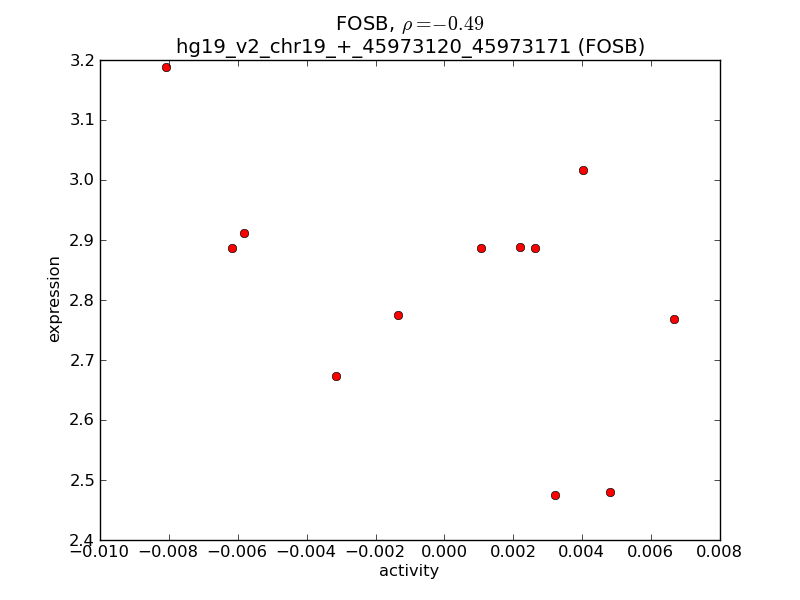 FOSB, ρ=−0.49
hg19_v2_chr19_+_45973120_45973171 (FOSB)
3.2
3.1
3.0
2.9
2.8
2.7
2.6
2.5
2.4
expression
−0.010 −0.008 −0.006 −0.004 −0.002 0.000 0.002 0.004 0.006 0.008
activity